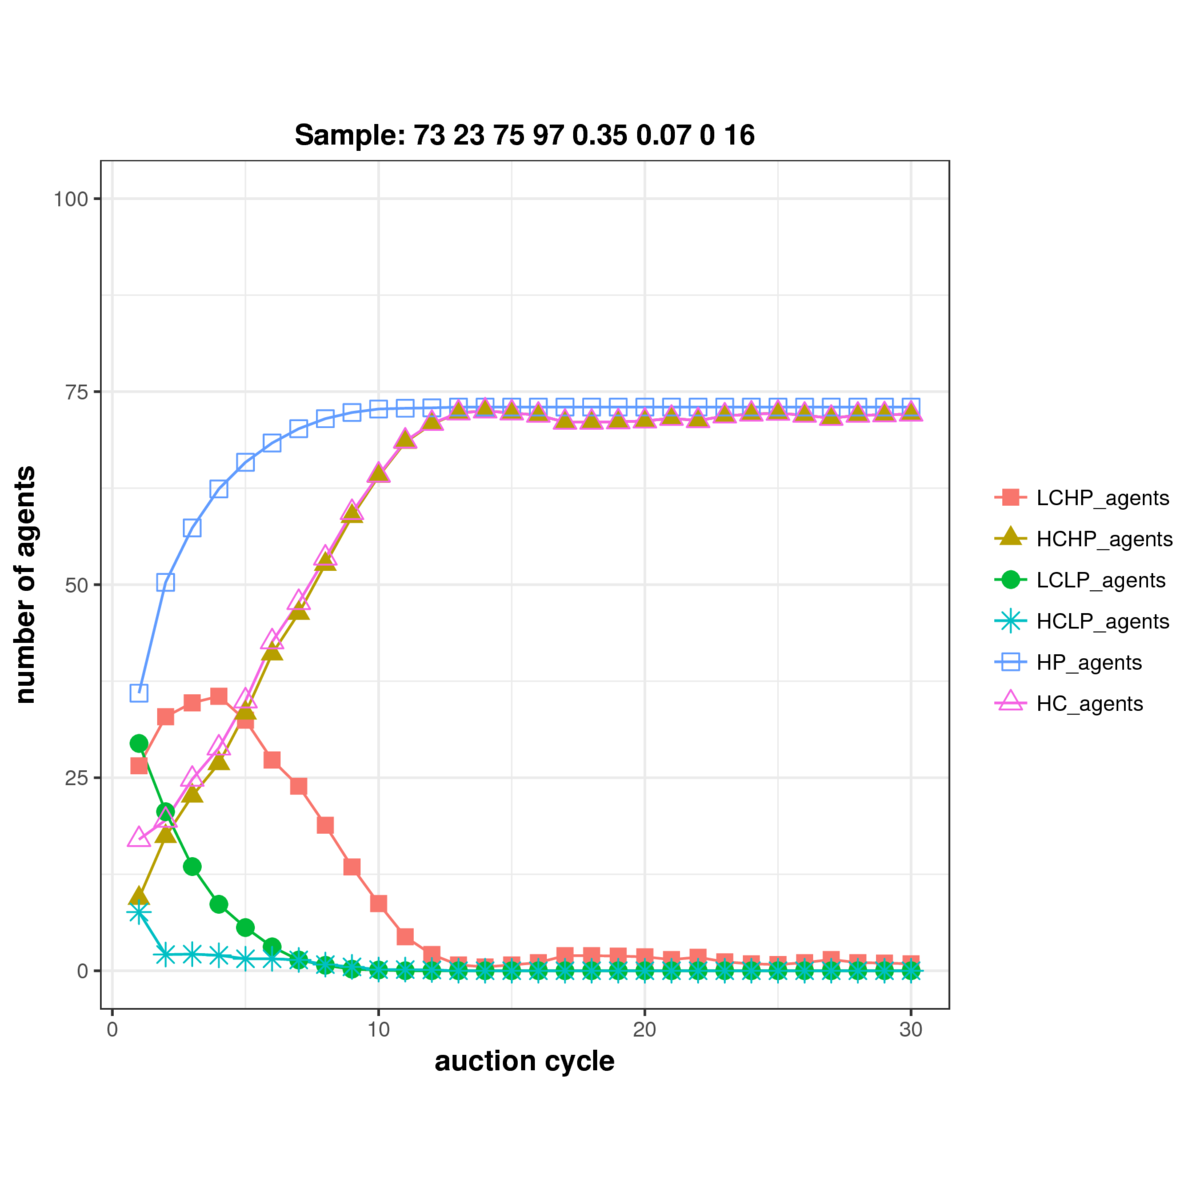 Sample: 73 23 75 97 0.35 0.07 0 16
number of agents
100
75
50
25
0
0 10 20 30
auction cycle
LCHP_agents
HCHP_agents
LCLP_agents
HCLP_agents
HP_agents
HC_agents